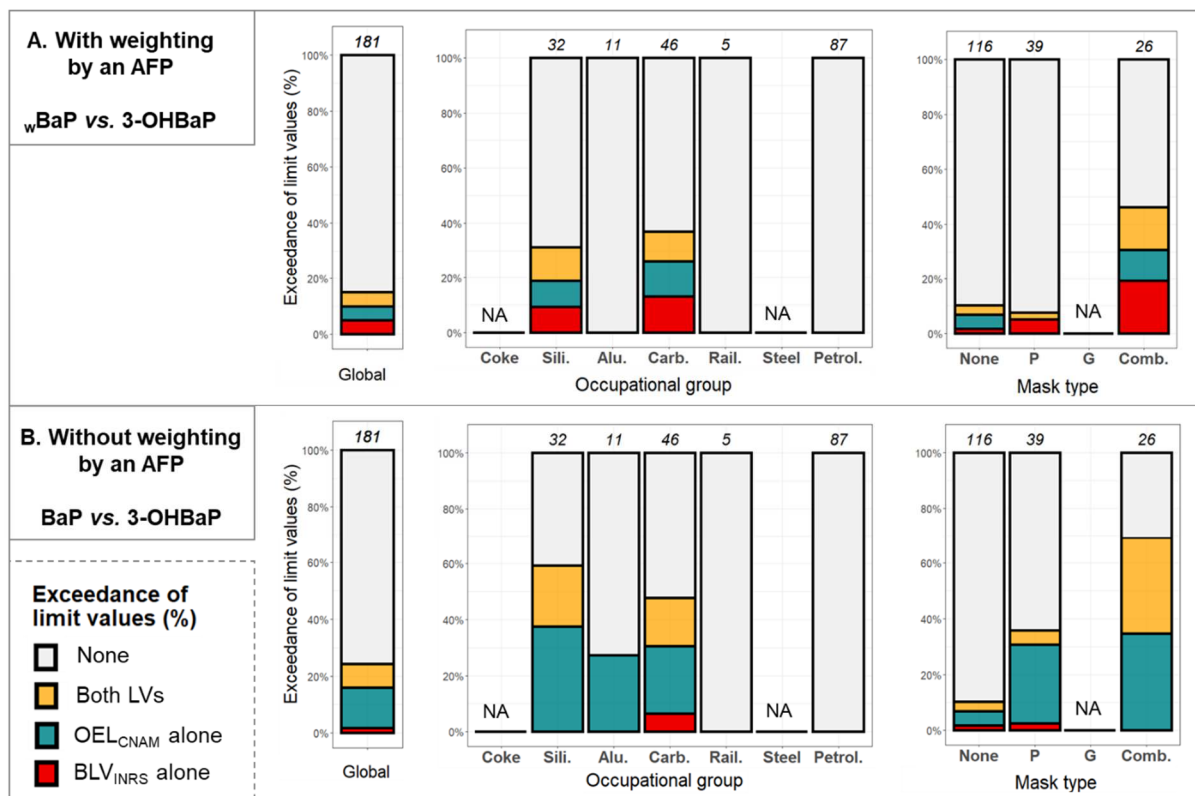 A. With weighting
by an AFP
wBaP vs. 3-OHBaP
Exceedance of limit values (%)
100%
80%
60%
40%
20%
0%
181
Global
100%
80%
60%
40%
20%
0%
32 11 46 5 87
NA NA
Coke Sili. Alu. Carb. Rail. Steel Petrol.
Occupational group
100%
80%
60%
40%
20%
0%
116 39 26
NA
None P G Comb.
Mask type
B. Without weighting
by an AFP
BaP vs. 3-OHBaP
Exceedance of limit values (%)
100%
80%
60%
40%
20%
0%
181
Global
100%
80%
60%
40%
20%
0%
32 11 46 5 87
NA NA
Coke Sili. Alu. Carb. Rail. Steel Petrol.
Occupational group
100%
80%
60%
40%
20%
0%
116 39 26
NA
None P G Comb.
Mask type
Exceedance of
limit values (%)
None
Both LVs
OELCNAM alone
BLVINRS alone